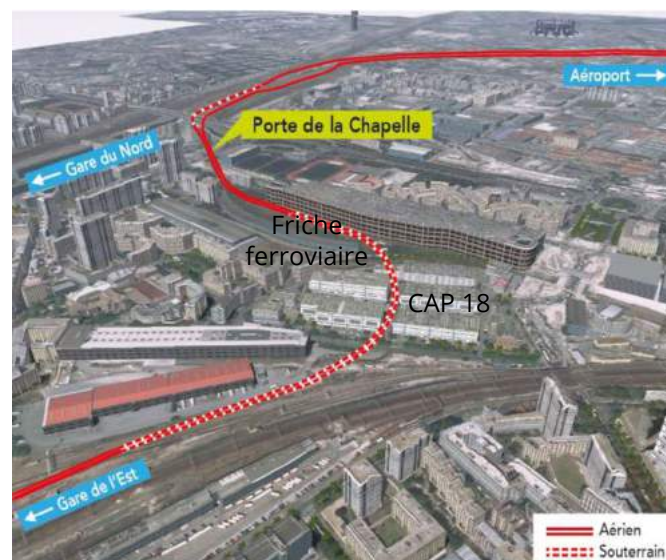 Aéroport →
Porte de la Chapelle
← Gare du Nord
Friche
ferroviaire
CAP 18
← Gare de l'Est
Aérien
Souterrain